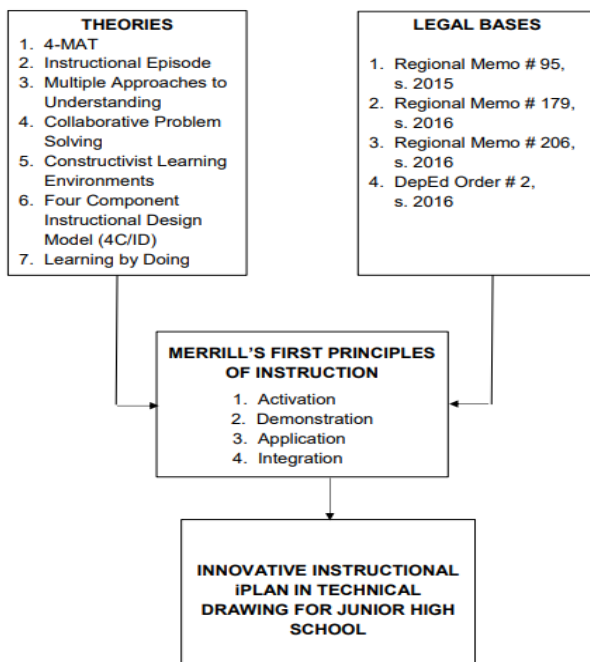 THEORIES
1. 4-MAT
2. Instructional Episode
3. Multiple Approaches to
Understanding
4. Collaborative Problem
Solving
5. Constructivist Learning
Environments
6. Four Component
Instructional Design
Model (4C/ID)
7. Learning by Doing
LEGAL BASES
1. Regional Memo # 95,
s. 2015
2. Regional Memo # 179,
s. 2016
3. Regional Memo # 206,
s. 2016
4. DepEd Order # 2,
s. 2016
MERRILL'S FIRST PRINCIPLES
OF INSTRUCTION
1. Activation
2. Demonstration
3. Application
4. Integration
INNOVATIVE INSTRUCTIONAL
iPLAN IN TECHNICAL
DRAWING FOR JUNIOR HIGH
SCHOOL